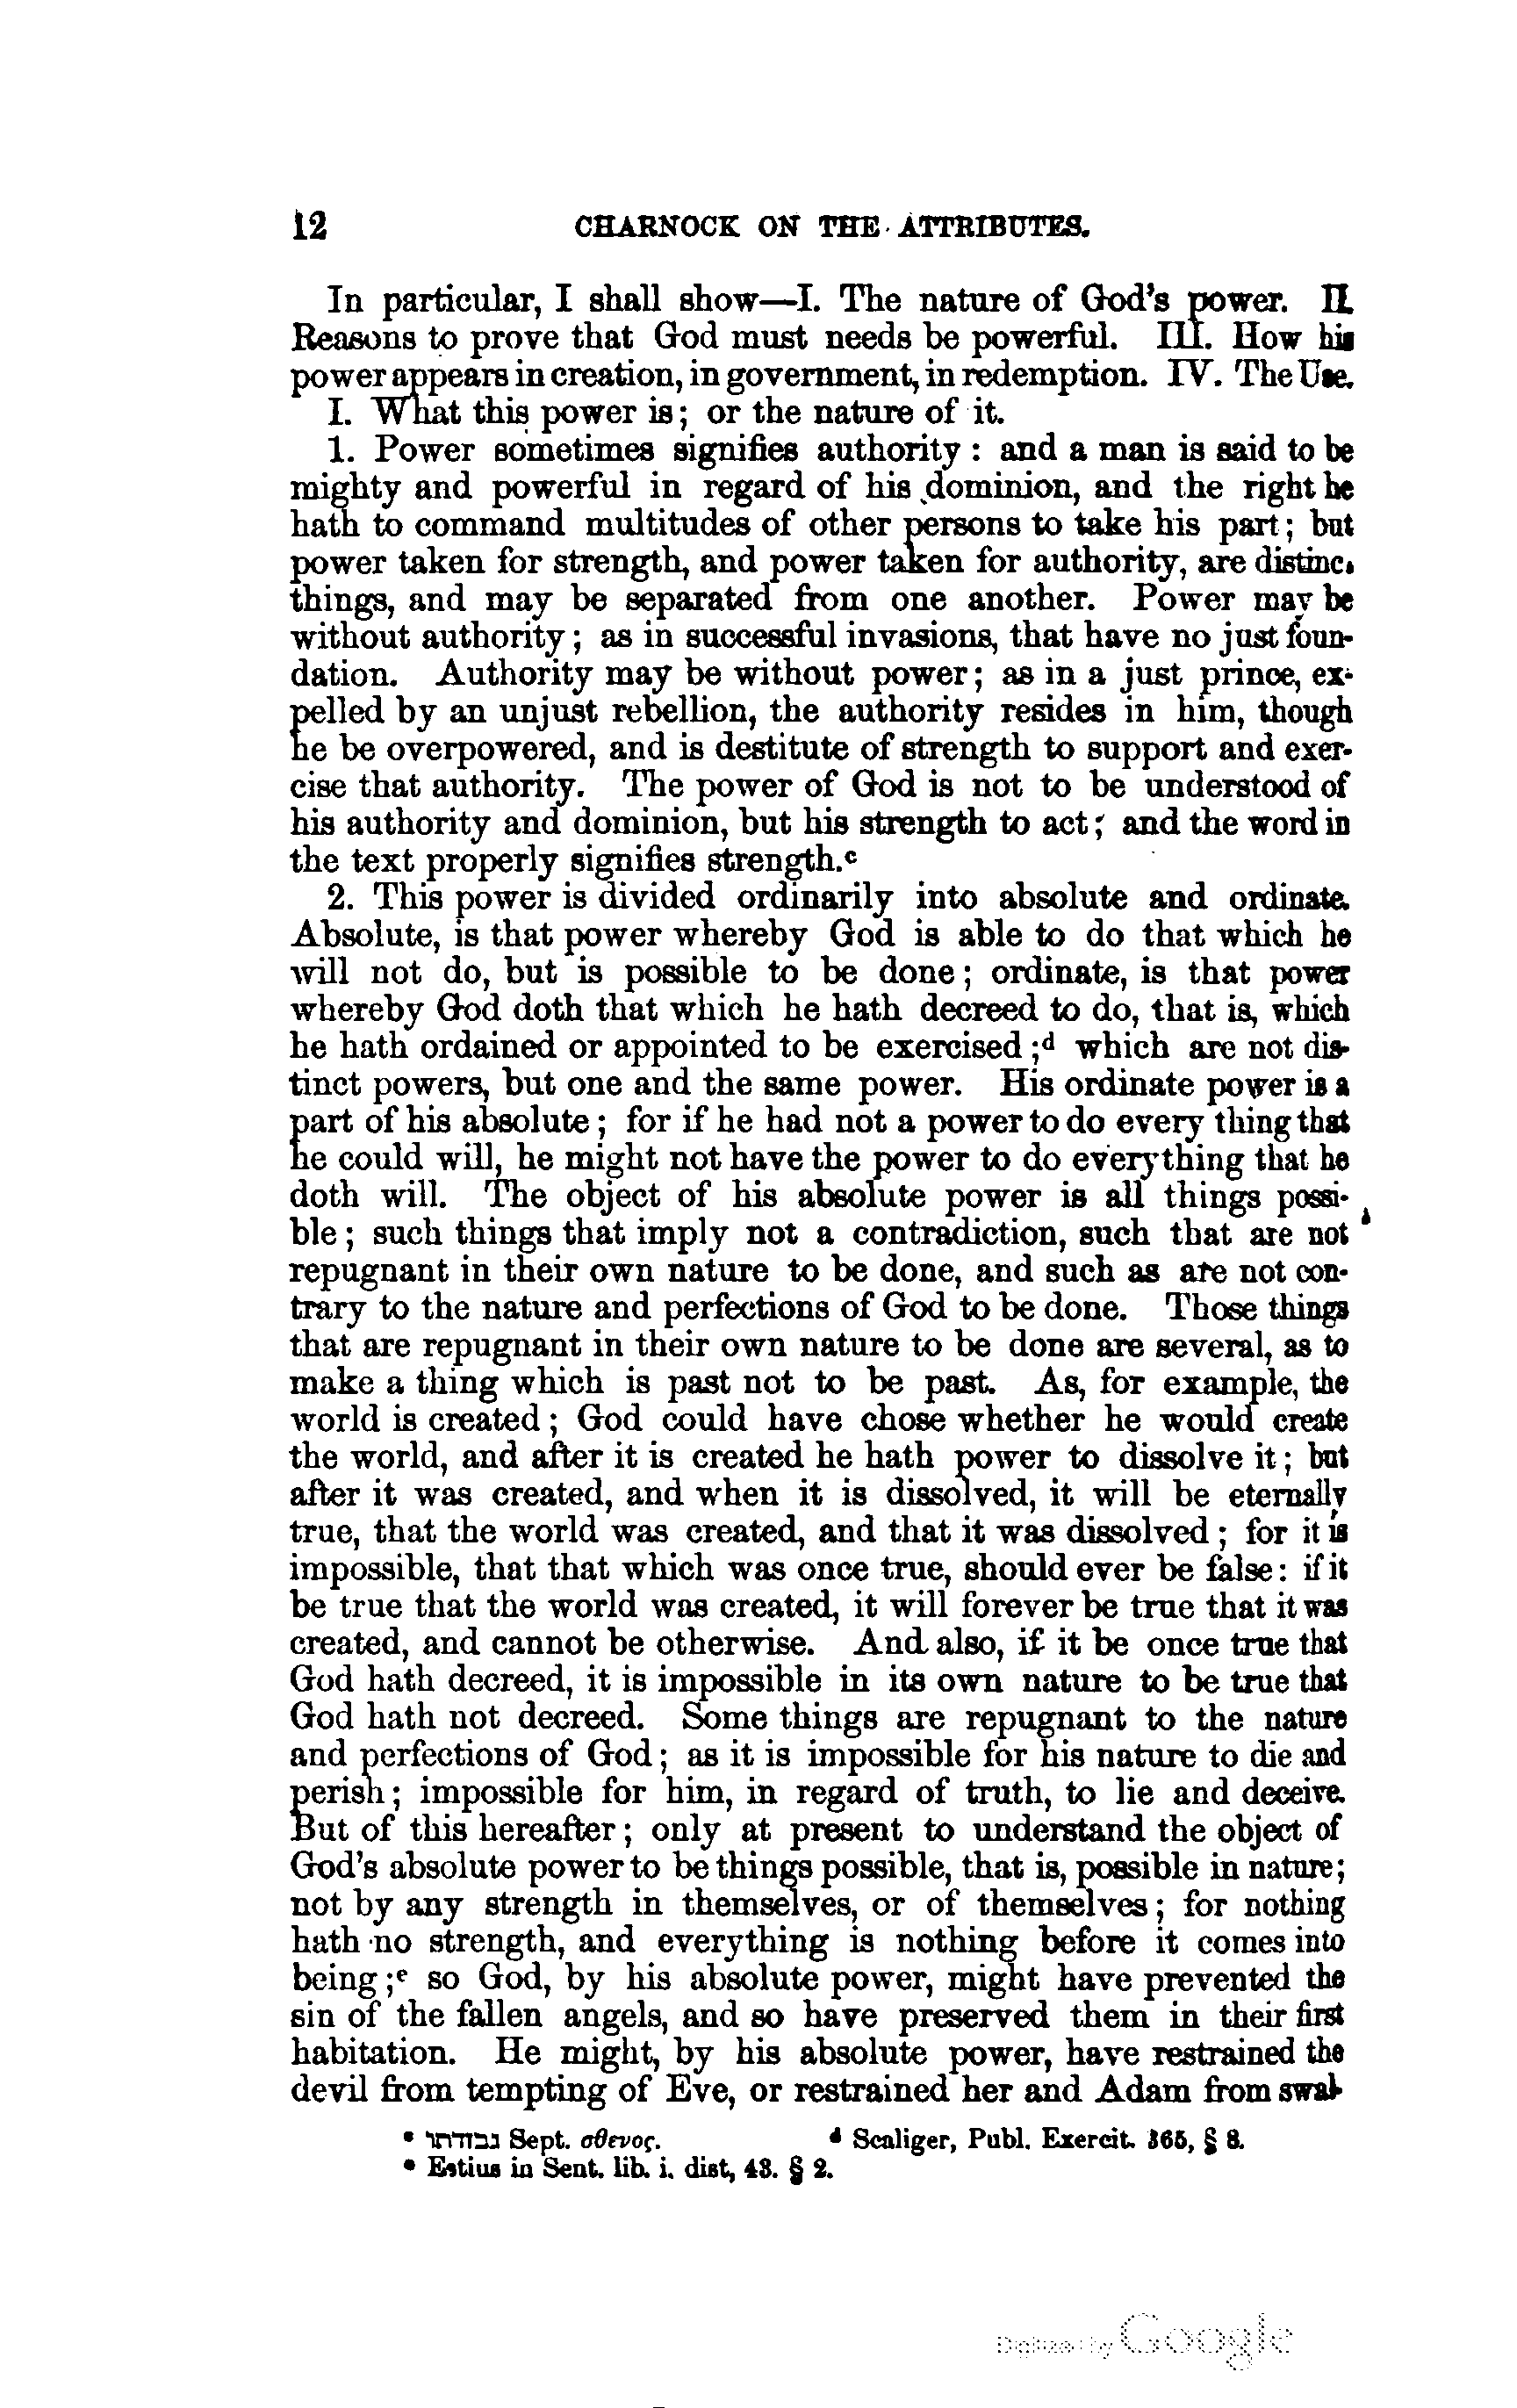 12 CHARNOCK ON THE ATTRIBUTES.
In particular, I shall show—I. The nature of God's power. II.
Reasons to prove that God must needs be powerful. III. How his
power appears in creation, in government, in redemption. IV. The Use.
I. What this power is; or the nature of it.
1. Power sometimes signifies authority: and a man is said to be
mighty and powerful in regard of his dominion, and the right he
hath to command multitudes of other persons to take his part; but
power taken for strength, and power taken for authority, are distinc
things, and may be separated from one another. Power may be
without authority; as in successful invasions, that have no just foun-
dation. Authority may be without power; as in a just prince, ex-
pelled by an unjust rebellion, the authority resides in him, though
he be overpowered, and is destitute of strength to support and exer-
cise that authority. The power of God is not to be understood of
his authority and dominion, but his strength to act; and the word in
the text properly signifies strength.c
2. This power is divided ordinarily into absolute and ordinate.
Absolute, is that power whereby God is able to do that which he
will not do, but is possible to be done; ordinate, is that power
whereby God doth that which he hath decreed to do, that is, which
he hath ordained or appointed to be exercised;d which are not dis-
tinct powers, but one and the same power. His ordinate power is a
part of his absolute; for if he had not a power to do every thing that
he could will, he might not have the power to do everything that he
doth will. The object of his absolute power is all things possi-
ble; such things that imply not a contradiction, such that are not
repugnant in their own nature to be done, and such as are not con-
trary to the nature and perfections of God to be done. Those things
that are repugnant in their own nature to be done are several, as to
make a thing which is past not to be past. As, for example, the
world is created; God could have chose whether he would create
the world, and after it is created he hath power to dissolve it; but
after it was created, and when it is dissolved, it will be eternally
true, that the world was created, and that it was dissolved; for it is
impossible, that that which was once true, should ever be false: if it
be true that the world was created, it will forever be true that it was
created, and cannot be otherwise. And also, if it be once true that
God hath decreed, it is impossible in its own nature to be true that
God hath not decreed. Some things are repugnant to the nature
and perfections of God; as it is impossible for his nature to die and
perish; impossible for him, in regard of truth, to lie and deceive.
But of this hereafter; only at present to understand the object of
God's absolute power to be things possible, that is, possible in nature;
not by any strength in themselves, or of themselves; for nothing
hath no strength, and everything is nothing before it comes into
being;e so God, by his absolute power, might have prevented the
sin of the fallen angels, and so have preserved them in their first
habitation. He might, by his absolute power, have restrained the
devil from tempting of Eve, or restrained her and Adam from swal-
c גבורתו Sept. σθενος. d Scaliger, Publ. Exercit. 365, § 8.
e Estius in Sent. lib. i. dist, 43. § 2.
Digitized by Google